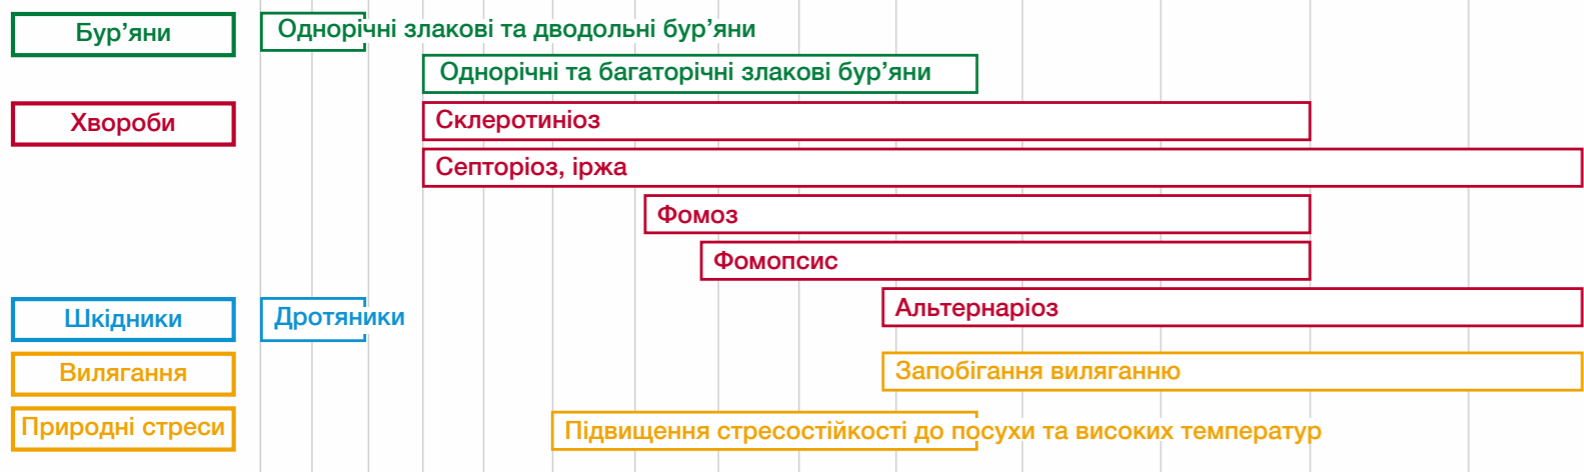 Бур’яни
Однорічні злакові та дводольні бур’яни
Однорічні та багаторічні злакові бур’яни
Хвороби
Склеротиніоз
Септоріоз, іржа
Фомоз
Фомопсис
Альтернаріоз
Шкідники
Дротяники
Вилягання
Запобігання виляганню
Природні стреси
Підвищення стресостійкості до посухи та високих температур